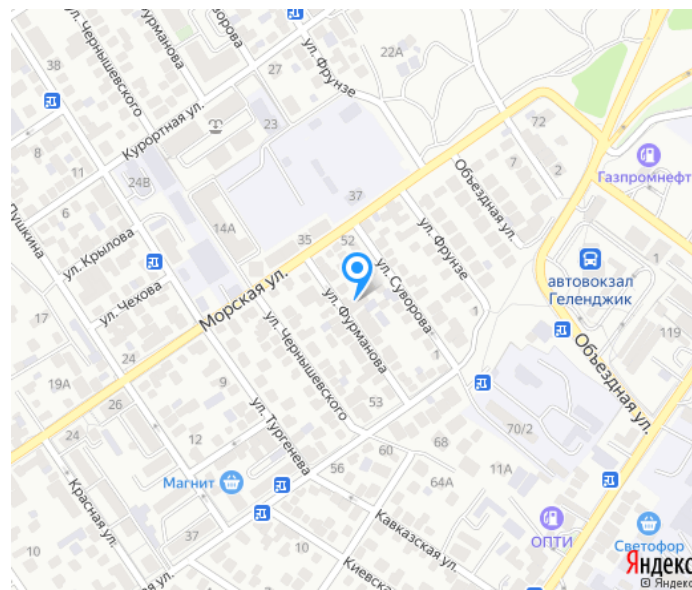 ул. Чернышевского
Фурманова
Суворова
ул. Фрунзе
22А
27
38
Курортная ул.
23
72
8
11
24В
37
7
2
Газпромнефть
Объездная ул.
Пушкина
6
14А
35
52
ул. Фрунзе
ул. Крылова
ул. Суворова
автовокзал
Геленджик
ул. Чехова
Морская ул.
ул. Фурманова
17
ул. Чернышевского
1
1
119
Объездная ул.
24
19А
9
26
53
ул. Тургенева
24
12
68
70/2
60
56
11А
64А
Магнит
Красная ул.
37
Кавказская ул.
ОПТИ
Светофор
10
10
Киевска
Яндекс
© Яндекс